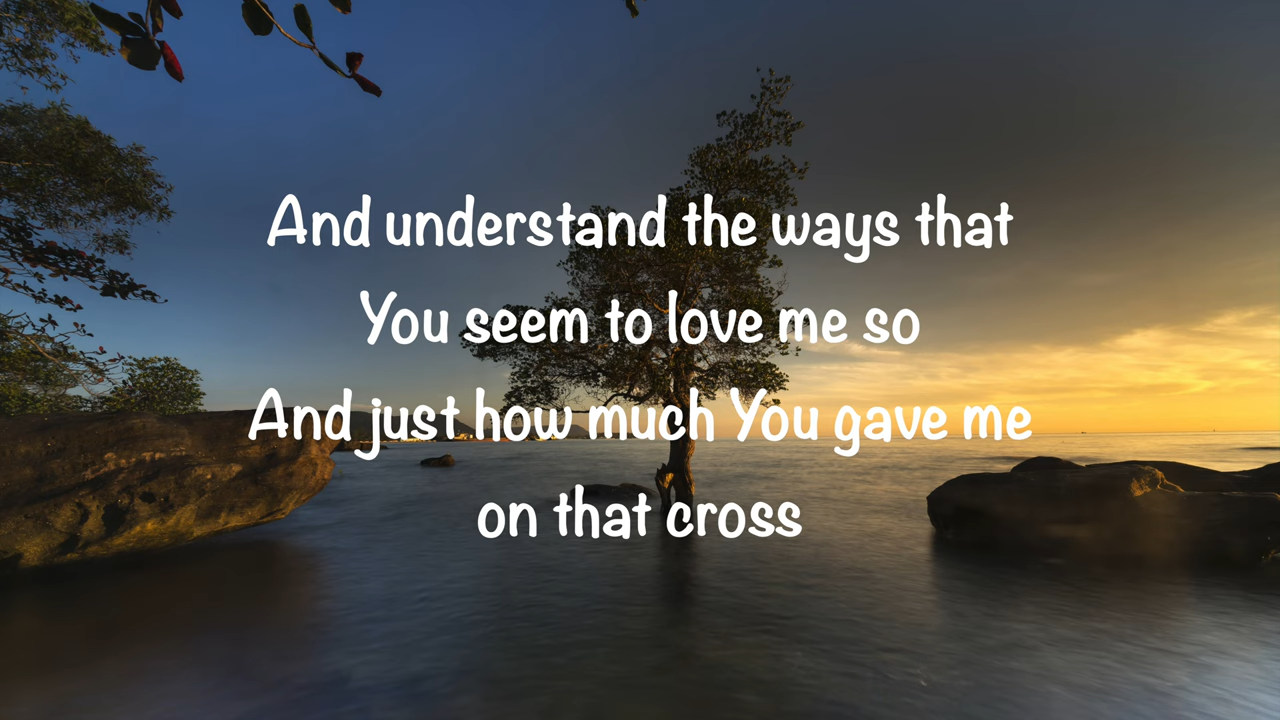 And understand the ways that
You seem to love me so
And just how much You gave me
on that cross